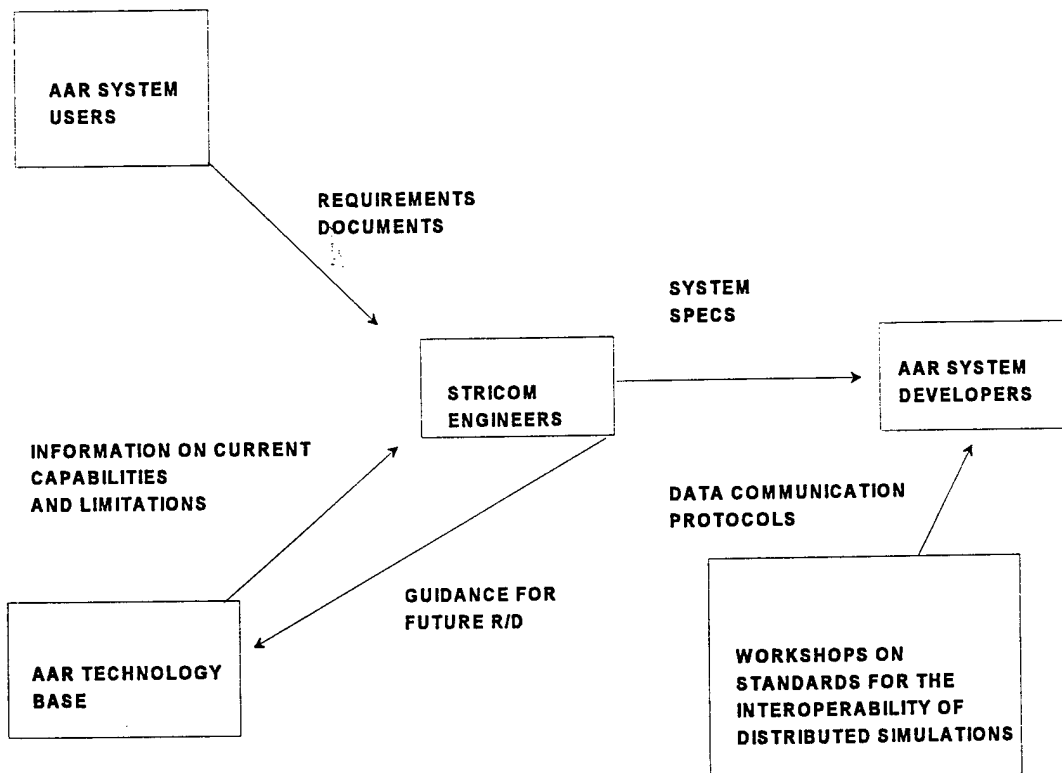 AAR SYSTEM
USERS
REQUIREMENTS
DOCUMENTS
SYSTEM
SPECS
STRICOM
ENGINEERS
AAR SYSTEM
DEVELOPERS
INFORMATION ON CURRENT
CAPABILITIES
AND LIMITATIONS
DATA COMMUNICATION
PROTOCOLS
GUIDANCE FOR
FUTURE R/D
AAR TECHNOLOGY
BASE
WORKSHOPS ON
STANDARDS FOR THE
INTEROPERABILITY OF
DISTRIBUTED SIMULATIONS